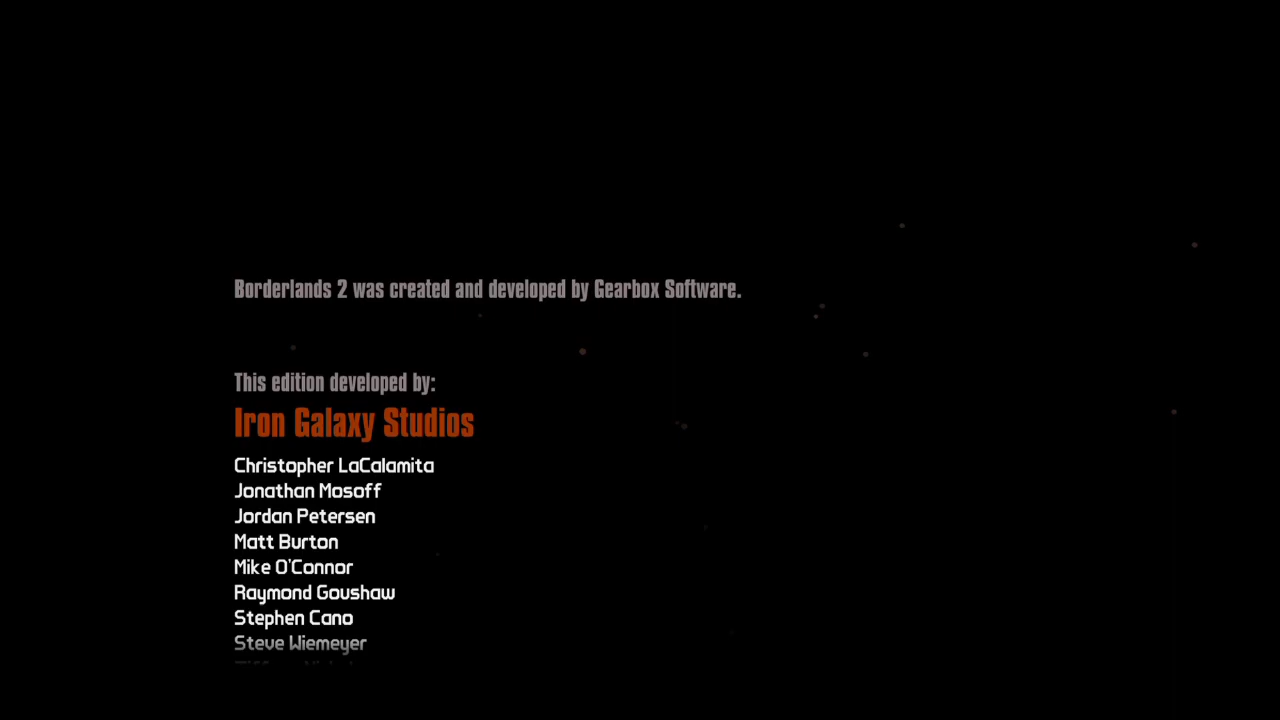 Borderlands 2 was created and developed by Gearbox Software.
This edition developed by:
Iron Galaxy Studios
Christopher LaCalamita
Jonathan Mosoff
Jordan Petersen
Matt Burton
Mike O'Connor
Raymond Goushaw
Stephen Cano
Steve Wiemeyer